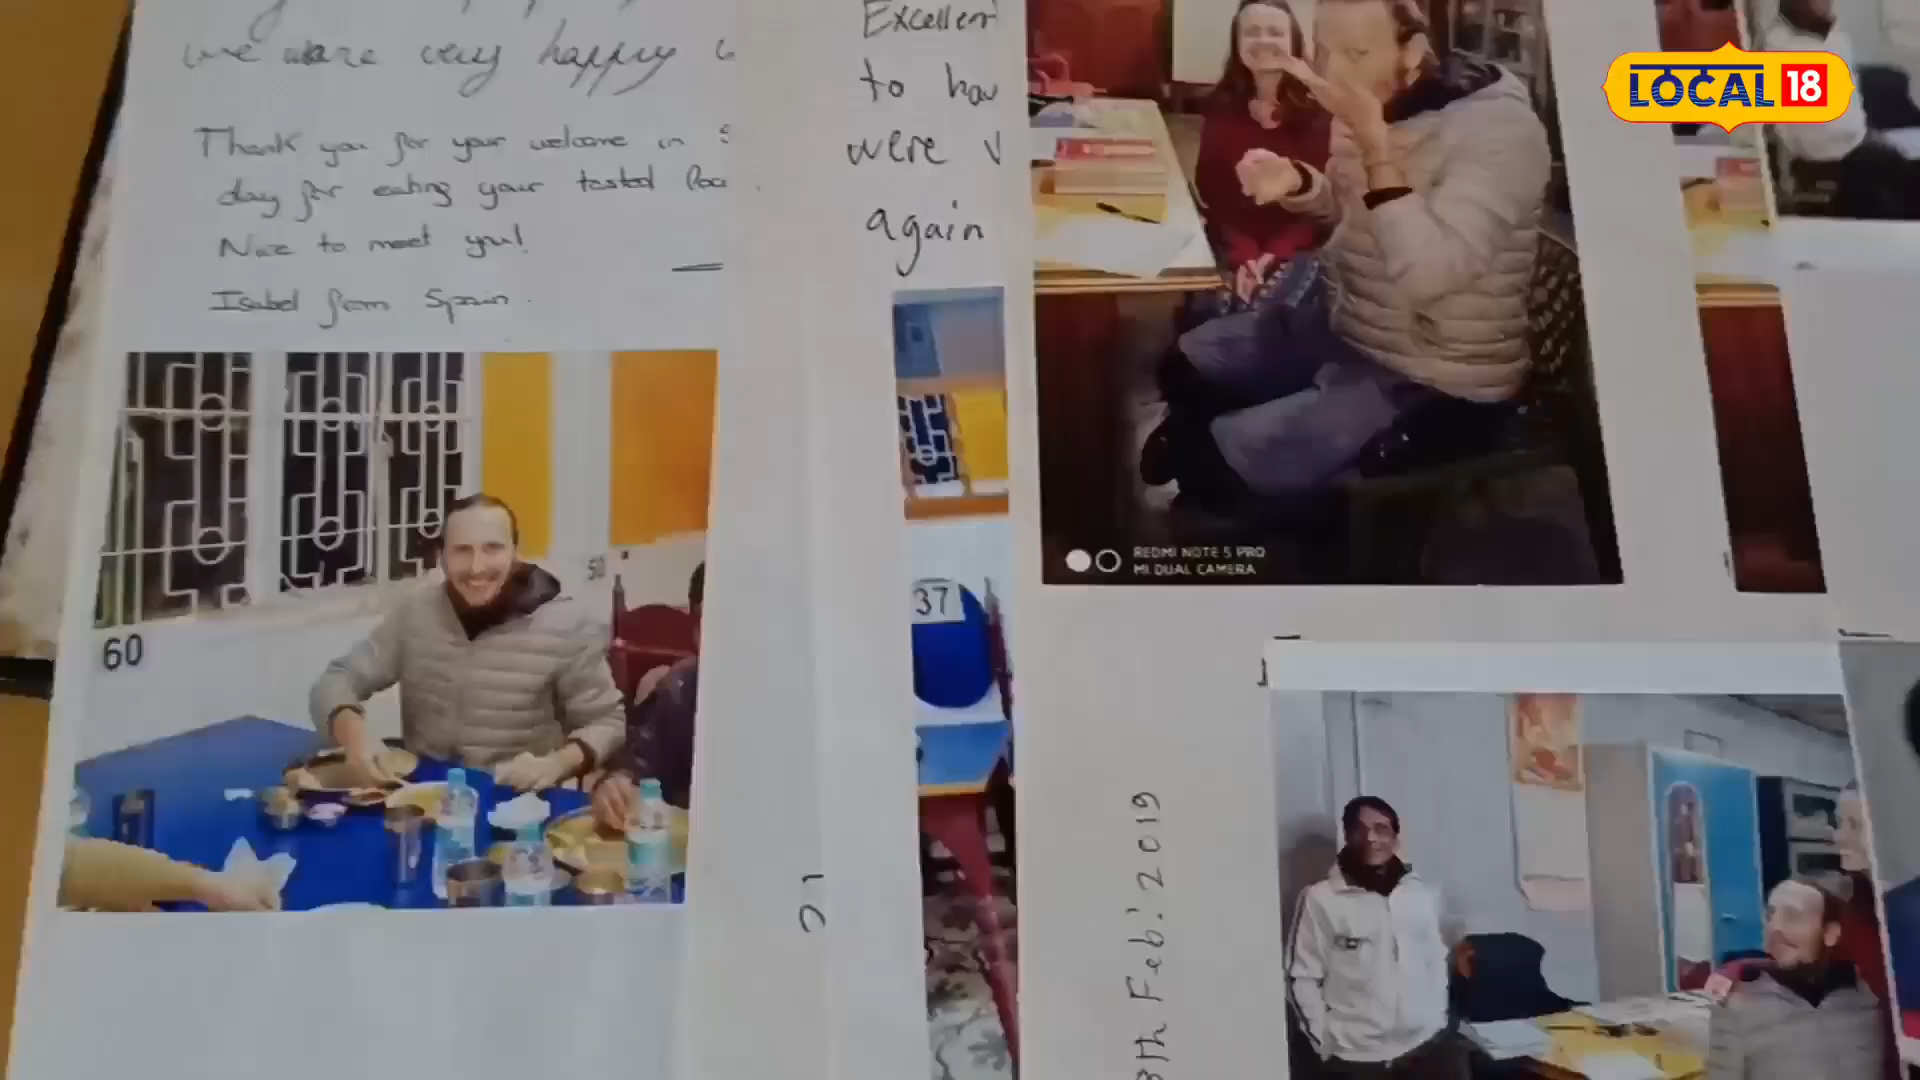 we were very happy
Thank you for your welcome in
day for eating your tasted
Nice to meet you!
Isabel from Spain.
Excellent
to hav
were v
again
LOCAL 18
REDMI NOTE 5 PRO
MI DUAL CAMERA
60
50
37
8th Feb: 2019